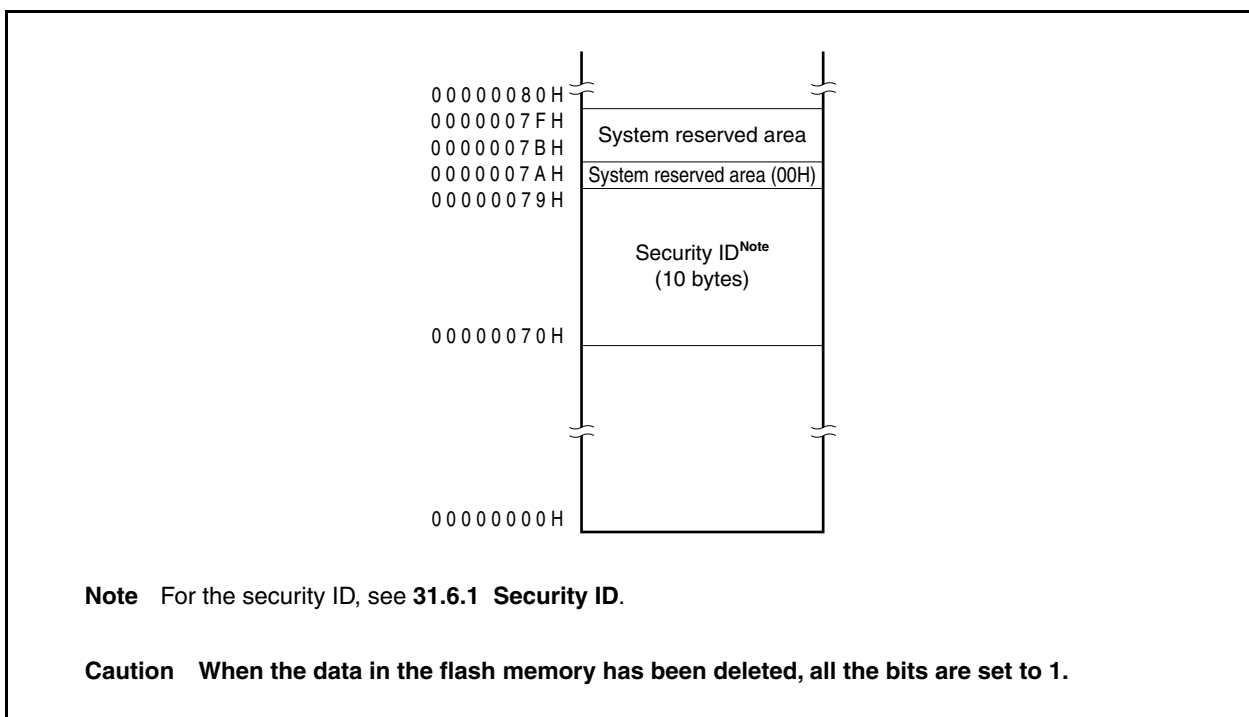 00000080H
0000007FH
0000007BH
System reserved area
0000007AH
System reserved area (00H)
00000079H
Security IDNote
(10 bytes)
00000070H
00000000H
Note For the security ID, see 31.6.1 Security ID.
Caution When the data in the flash memory has been deleted, all the bits are set to 1.